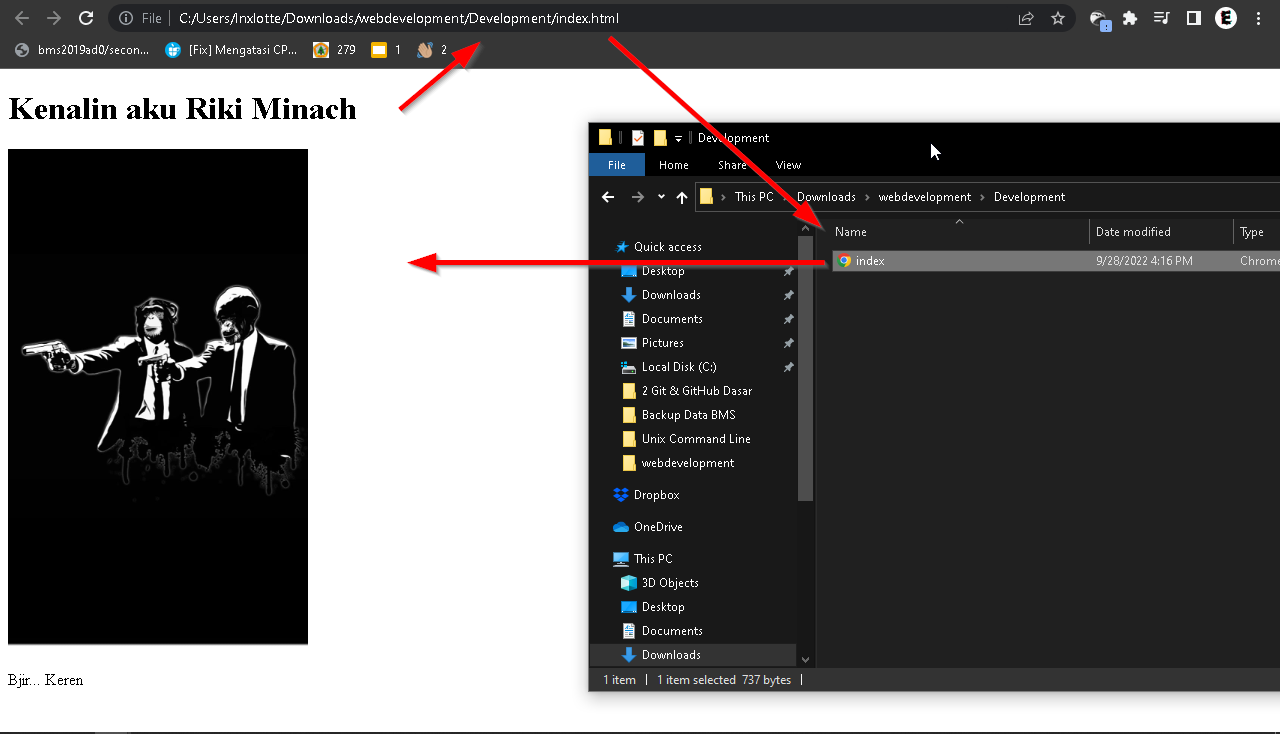 File C:/Users/Inxlotte/Downloads/webdevelopment/Development/index.html
bms2019ad0/secon... [Fix] Mengatasi CP... 279 1 2
Kenalin aku Riki Minach
Bjir... Keren
Development
File Home Share View
This PC Downloads webdevelopment Development
Name Date modified Type
index 9/28/2022 4:16 PM Chrome
Quick access
Desktop
Downloads
Documents
Pictures
Local Disk (C:)
2 Git & GitHub Dasar
Backup Data BMS
Unix Command Line
webdevelopment
Dropbox
OneDrive
This PC
3D Objects
Desktop
Documents
Downloads
1 item 1 item selected 737 bytes